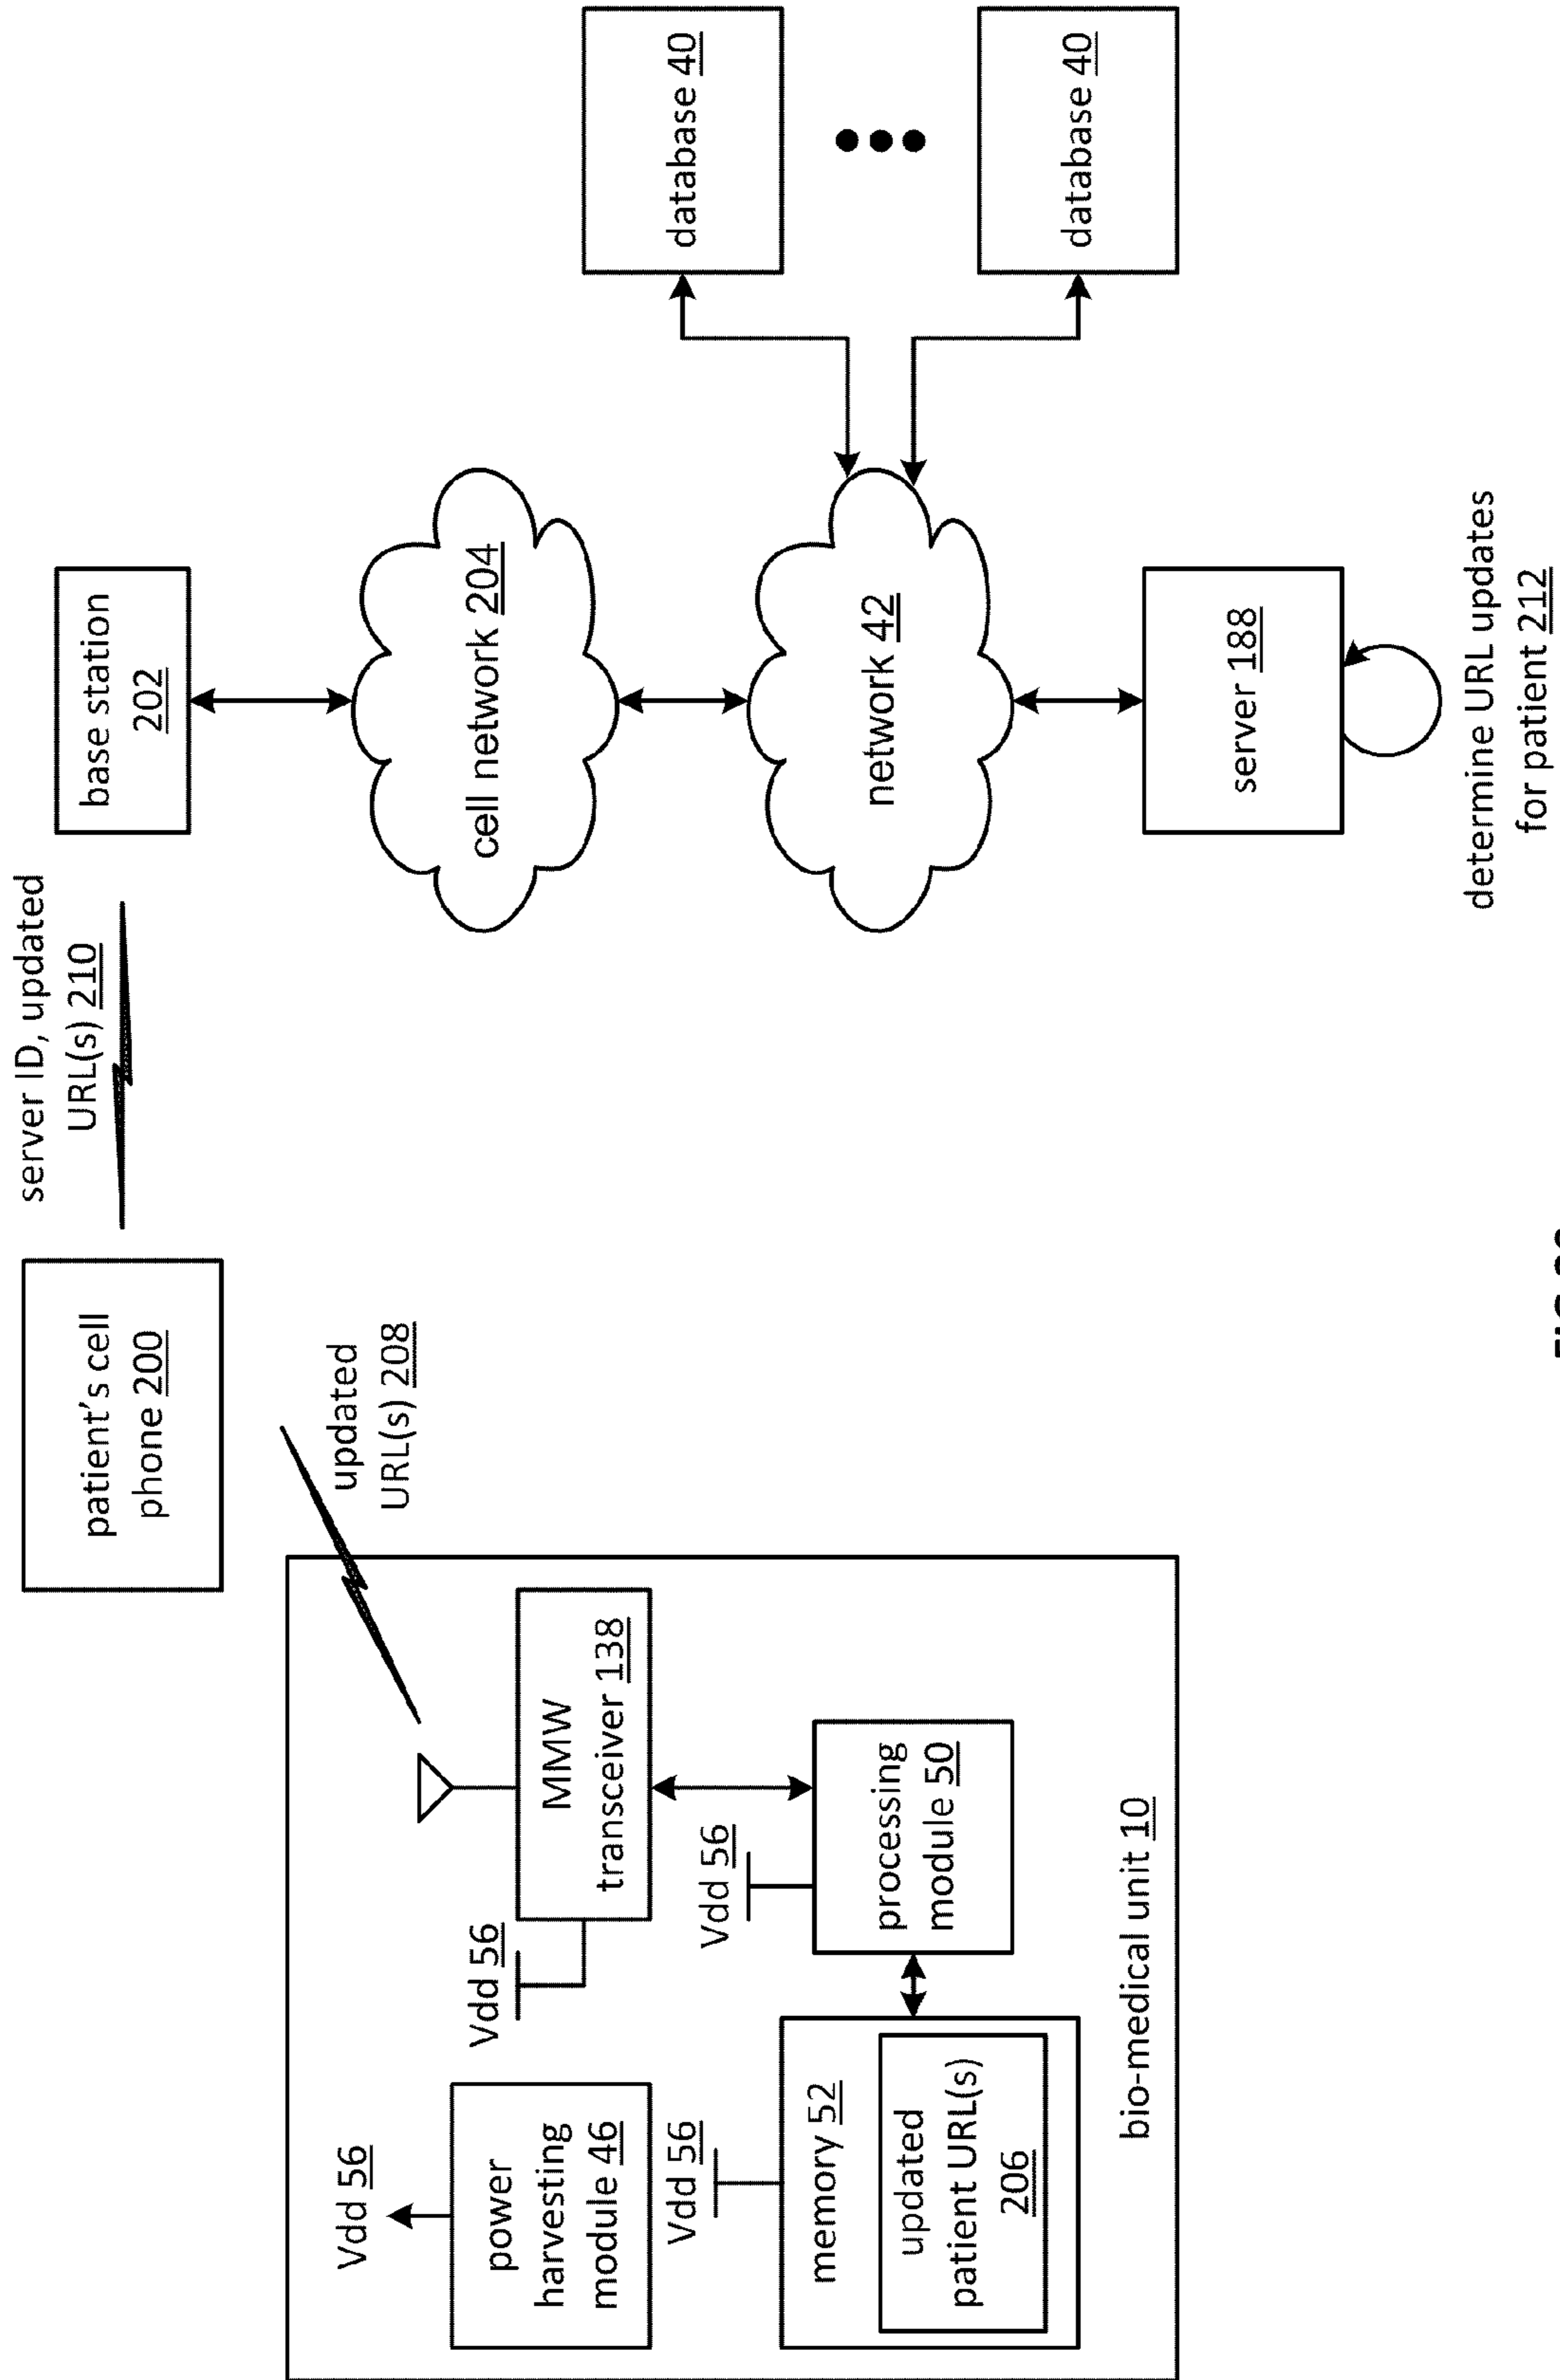 patient's cell
phone 200
server ID, updated
URL(s) 210
base station
202
updated
URL(s) 208
cell network 204
network 42
database 40
database 40
server 188
determine URL updates
for patient 212
Vdd 56
power
harvesting
module 46
Vdd 56
MMW
transceiver 138
Vdd 56
memory 52
updated
patient URL(s)
206
Vdd 56
processing
module 50
bio-medical unit 10